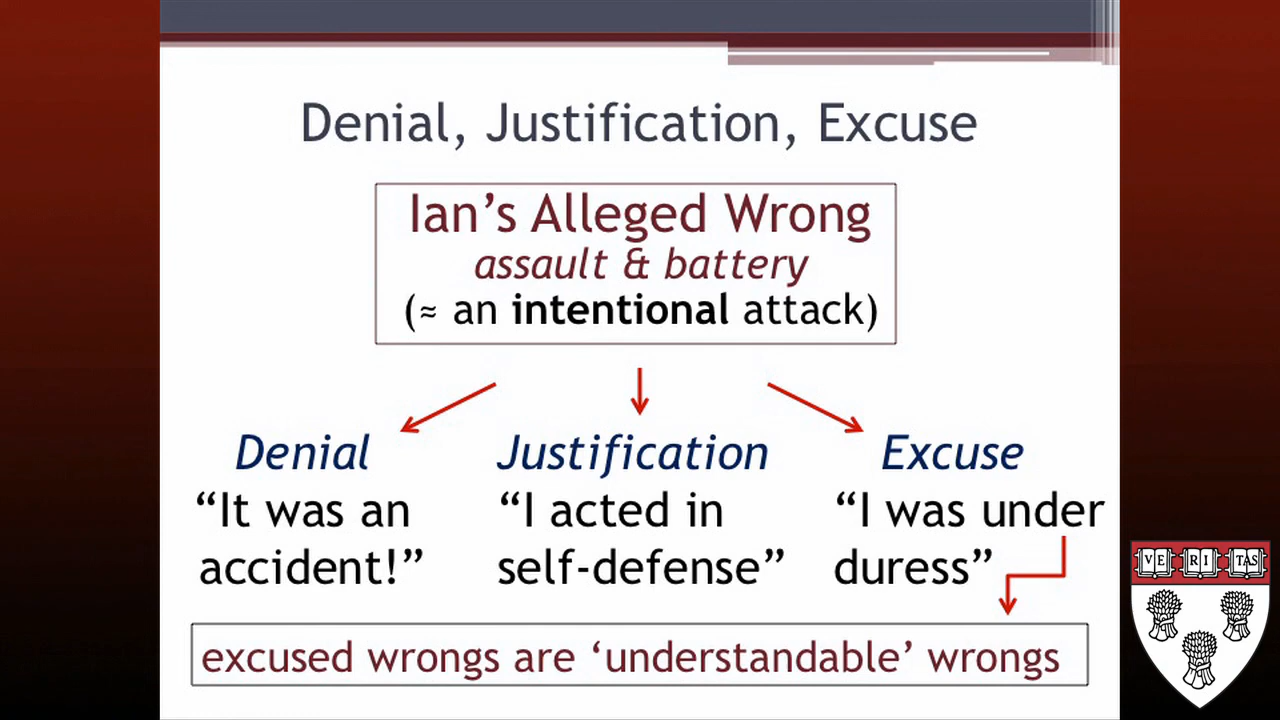 Denial, Justification, Excuse
Ian’s Alleged Wrong
assault & battery
(≈ an intentional attack)
Denial
“It was an
accident!”
Justification
“I acted in
self-defense”
Excuse
“I was under
duress”
excused wrongs are ‘understandable’ wrongs
VE RI TAS